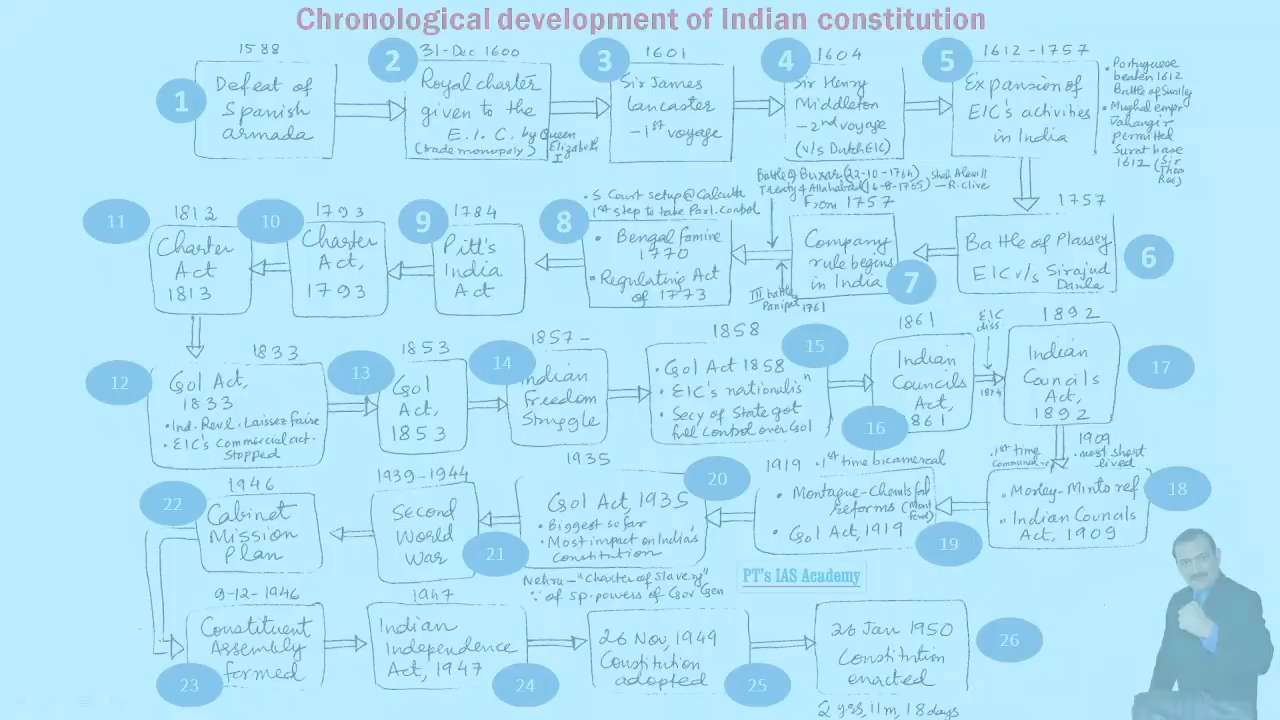 Chronological development of Indian constitution
1
1588
Defeat of
Spanish
armada
2
31-Dec 1600
Royal charter
given to the
E.I.C. by Queen
Elizabeth
I
(trade monopoly)
3
1601
Sir James
Lancaster
-1st voyage
4
1604
Sir Henry
Middleton
-2nd voyage
(v/s Dutch EIC)
5
1612-1757
Expansion of
EIC's activities
in India
• Portuguese
beaten 1612
Battle of Swally
• Mughal empr
Jahangir
permitted
Surat base
1612 (Sir
Thom
Roe)
1757
Battle of Plassey
EIC v/s Sirajud
Daula
6
Battle of Buxar (22-10-1764) Shah Alam II
Treaty of Allahabad (16-8-1765) - R. Clive
From 1757
Company
rule begins
in India
7
III battle
Panipat 1761
• S Court setup @ Calcutta
1st step to take Parl. control
8
• Bengal famine
1770
• Regulating Act
of 1773
9
1784
Pitt's
India
Act
10
1793
Charter
Act,
1793
11
1813
Charter
Act
1813
12
1833
GoI Act,
1833
• Ind. Revl. Laissez faire
• EIC's commercial act.
stopped
13
1853
GoI
Act,
1853
14
1857-
Indian
Freedom
Struggle
15
1858
• GoI Act 1858
• EIC's nationalisn
• Secy of State got
full control over GoI
16
1861
Indian
Councils
Act,
1861
EIC
diss.
1874
17
1892
Indian
Councils
Act,
1892
• 1st time
Communal re
1909
• most short
lived
18
• Morley-Minto ref
• Indian Councils
Act, 1909
19
1919 • 1st time bicameral
• Montague-Chemsford
reforms (Mont
ford)
• GoI Act, 1919
20
1935
GoI Act, 1935
• Biggest so far
• Most impact on India's
constitution
Nehru - "Charter of Slavery"
∵ of sp. powers of Gov Gen
21
1939-1944
Second
World
War
22
1946
Cabinet
Mission
Plan
PT's IAS Academy
23
9-12-1946
Constituent
Assembly
formed
24
1947
Indian
Independence
Act, 1947
25
26 Nov, 1949
Constitution
adopted
26
26 Jan 1950
Constitution
enacted
2 yrs, 11m, 18 days